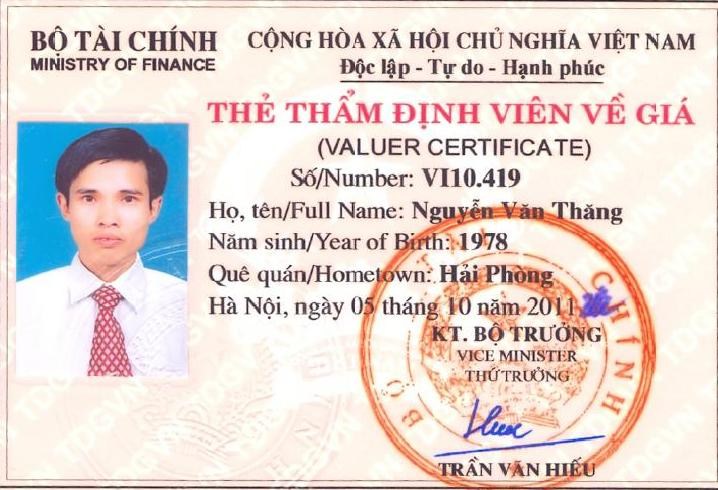 BỘ TÀI CHÍNH
MINISTRY OF FINANCE
CỘNG HÒA XÃ HỘI CHỦ NGHĨA VIỆT NAM
Độc lập - Tự do - Hạnh phúc
THẺ THẨM ĐỊNH VIÊN VỀ GIÁ
(VALUER CERTIFICATE)
Số/Number: VI10.419
Họ, tên/Full Name: Nguyễn Văn Thăng
Năm sinh/Year of Birth: 1978
Quê quán/Hometown: Hải Phòng
Hà Nội, ngày 05 tháng 10 năm 2011
KT. BỘ TRƯỞNG
VICE MINISTER
THỨ TRƯỞNG
BỘ TÀI CHÍNH
TRẦN VĂN HIẾU